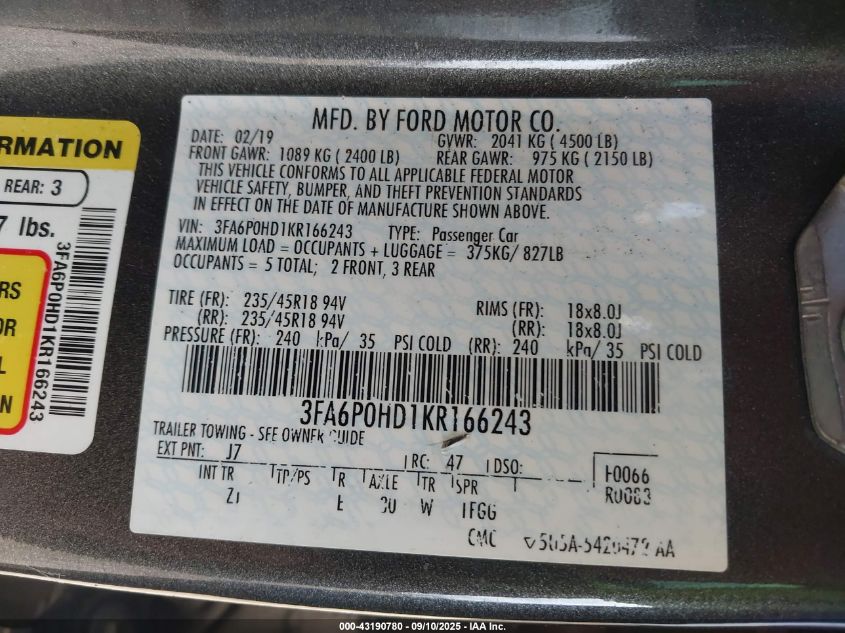 RMATION
REAR: 3
7 lbs.
RS
OR
L
N
3FA6P0HD1KR166243
MFD. BY FORD MOTOR CO.
DATE: 02/19 GVWR: 2041 KG ( 4500 LB)
FRONT GAWR: 1089 KG ( 2400 LB) REAR GAWR: 975 KG ( 2150 LB)
THIS VEHICLE CONFORMS TO ALL APPLICABLE FEDERAL MOTOR
VEHICLE SAFETY, BUMPER, AND THEFT PREVENTION STANDARDS
IN EFFECT ON THE DATE OF MANUFACTURE SHOWN ABOVE.
VIN: 3FA6P0HD1KR166243 TYPE: Passenger Car
MAXIMUM LOAD = OCCUPANTS + LUGGAGE = 375KG/ 827LB
OCCUPANTS = 5 TOTAL; 2 FRONT, 3 REAR
TIRE (FR): 235/45R18 94V RIMS (FR): 18x8.0J
(RR): 235/45R18 94V (RR): 18x8.0J
PRESSURE (FR): 240 kPa/ 35 PSI COLD (RR): 240 kPa/ 35 PSI COLD
3FA6P0HD1KR166243
TRAILER TOWING - SEE OWNER GUIDE
EXT PNT: J7 RC: 47 DSO:
INT TR TP/PS R AXLE TR SPR
W
CMC
000-43190780 - 09/10/2025 - IAA Inc.